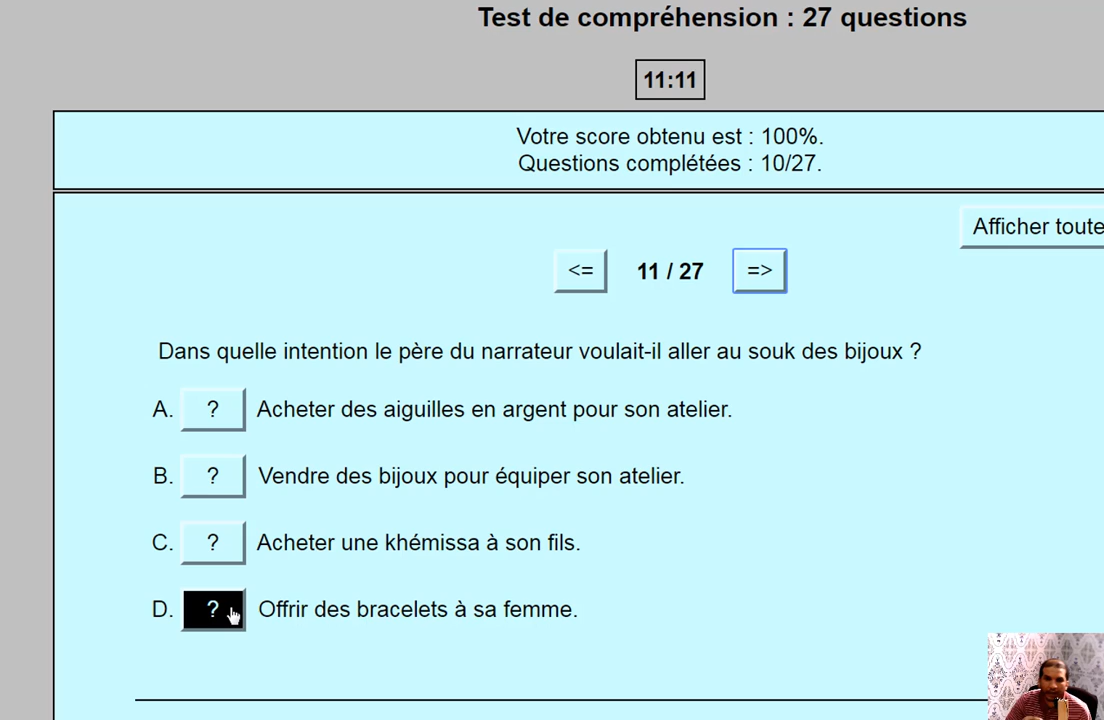 Test de compréhension : 27 questions
11:11
Votre score obtenu est : 100%.
Questions complétées : 10/27.
Afficher toute
<= 11 / 27 =>
Dans quelle intention le père du narrateur voulait-il aller au souk des bijoux ?
A. ? Acheter des aiguilles en argent pour son atelier.
B. ? Vendre des bijoux pour équiper son atelier.
C. ? Acheter une khémissa à son fils.
D. ? Offrir des bracelets à sa femme.